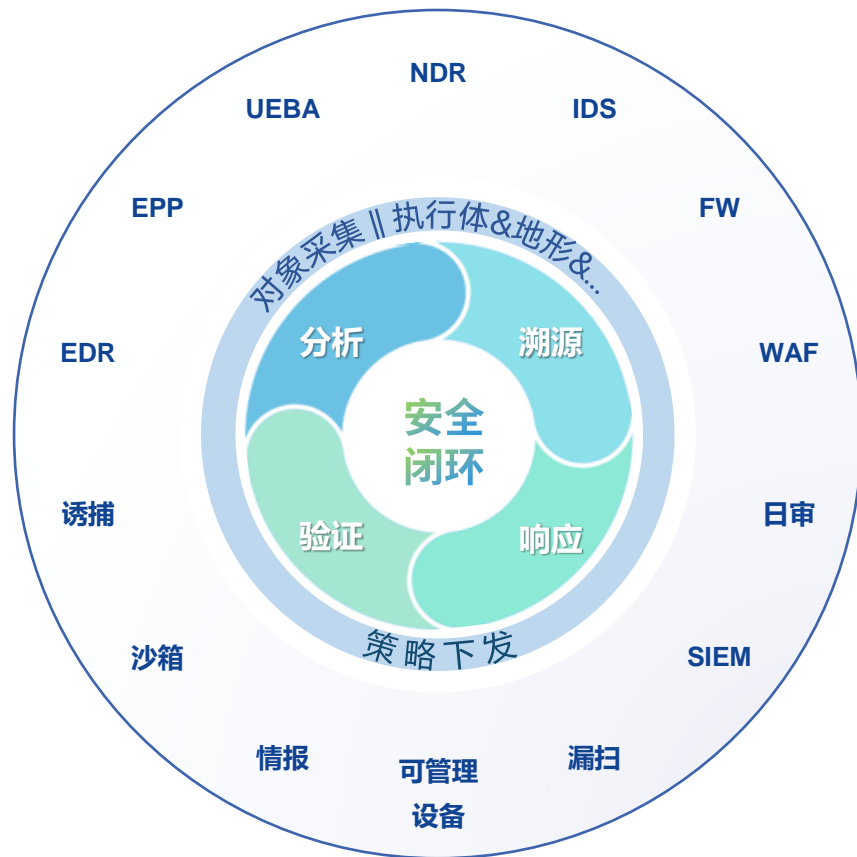 NDR
UEBA
IDS
EPP
FW
对象采集 || 执行体&地形&...
分析
溯源
EDR
WAF
安全
闭环
诱捕
日审
验证
响应
策略下发
沙箱
SIEM
情报
可管理
设备
漏扫